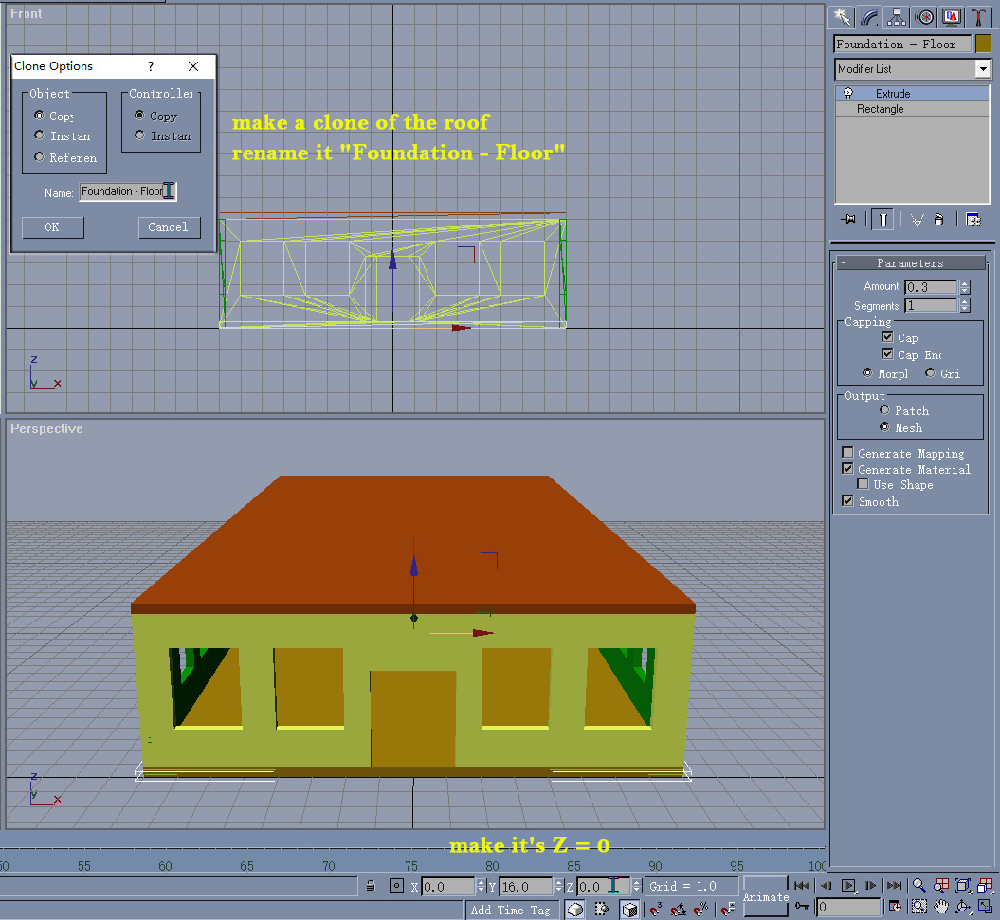 Front
Clone Options
?
Object
Controller
Copy
Copy
Instan
Instan
Referen
Name: Foundation - Floor
OK
Cancel
make a clone of the roof
rename it "Foundation - Floor"
z
y
x
Perspective
z
y
x
make it's Z = 0
Foundation - Floor
Modifier List
Extrude
Rectangle
- Parameters
Amount: 0.3
Segments: 1
Capping
Cap
Cap Enc
Morpl
Gri
Output
Patch
Mesh
Generate Mapping
Generate Material
Use Shape
Smooth
50 55 60 65 70 75 80 85 90 95 100
X 0.0 Y 16.0 Z 0.0 Grid = 1.0
Animate
0
Add Time Tag